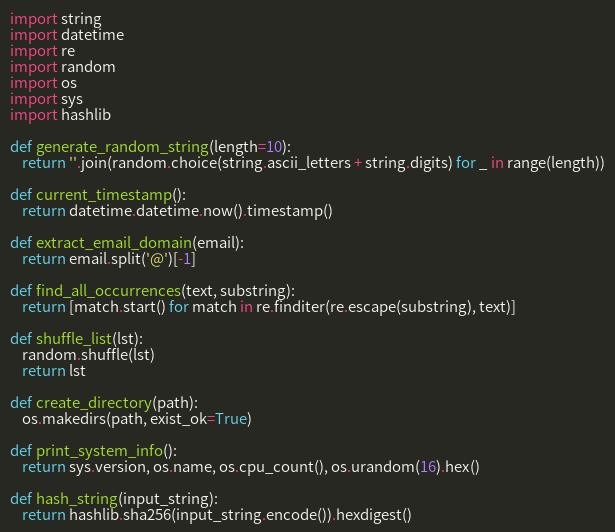 import string
import datetime
import re
import random
import os
import sys
import hashlib

def generate_random_string(length=10):
   return ''.join(random.choice(string.ascii_letters + string.digits) for _ in range(length))

def current_timestamp():
   return datetime.datetime.now().timestamp()

def extract_email_domain(email):
   return email.split('@')[-1]

def find_all_occurrences(text, substring):
   return [match.start() for match in re.finditer(re.escape(substring), text)]

def shuffle_list(lst):
   random.shuffle(lst)
   return lst

def create_directory(path):
   os.makedirs(path, exist_ok=True)

def print_system_info():
   return sys.version, os.name, os.cpu_count(), os.urandom(16).hex()

def hash_string(input_string):
   return hashlib.sha256(input_string.encode()).hexdigest()